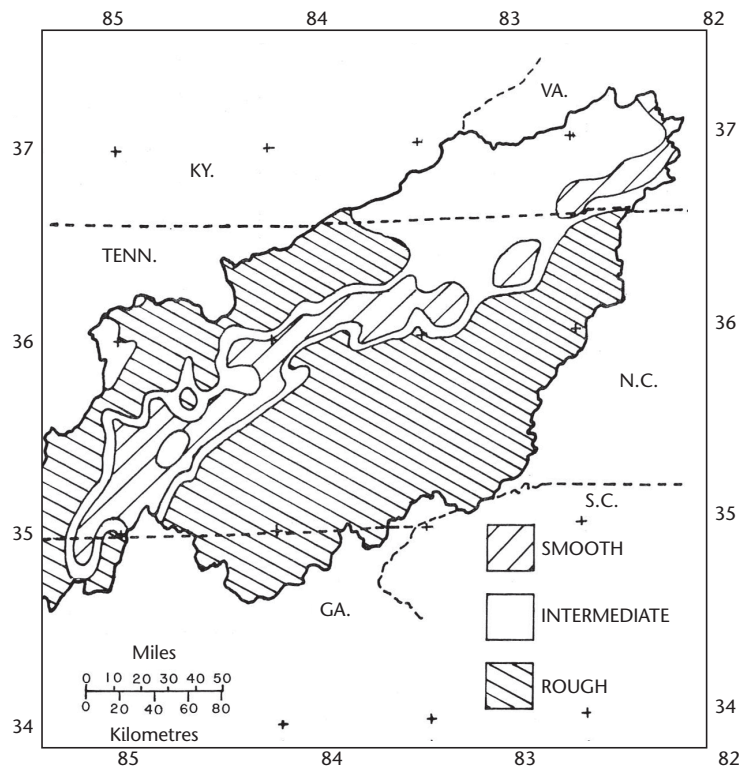 85 84 83 82
VA.
37 37
KY.
TENN.
36 36
N.C.
S.C.
35 35
SMOOTH
GA.
INTERMEDIATE
Miles
0 10 20 30 40 50
ROUGH
0 20 40 60 80
34 34
Kilometres
85 84 83 82